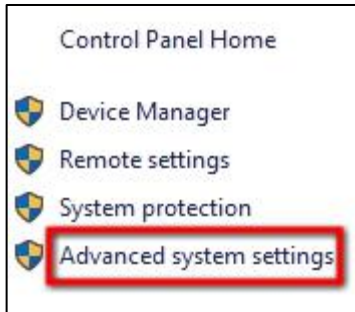 Control Panel Home
Device Manager
Remote settings
System protection
Advanced system settings